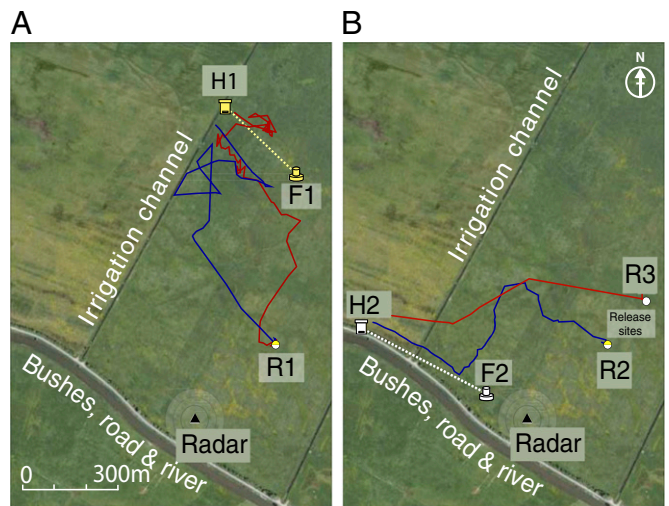 A
B
H1
N
Irrigation channel
F1
Irrigation channel
R3
Release
sites
H2
R1
R2
F2
Bushes, road & river
Radar
Bushes, road & river
Radar
0 300m